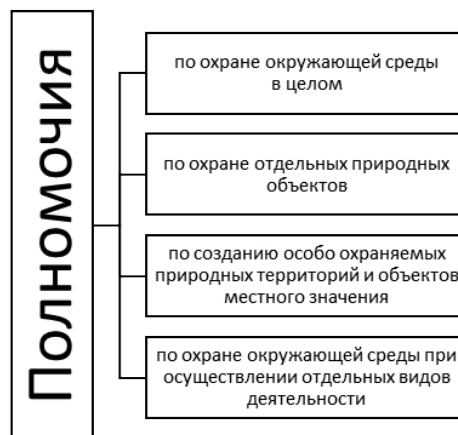 Полномочия
по охране окружающей среды
в целом
по охране отдельных природных
объектов
по созданию особо охраняемых
природных территорий и объектов
местного значения
по охране окружающей среды при
осуществлении отдельных видов
деятельности